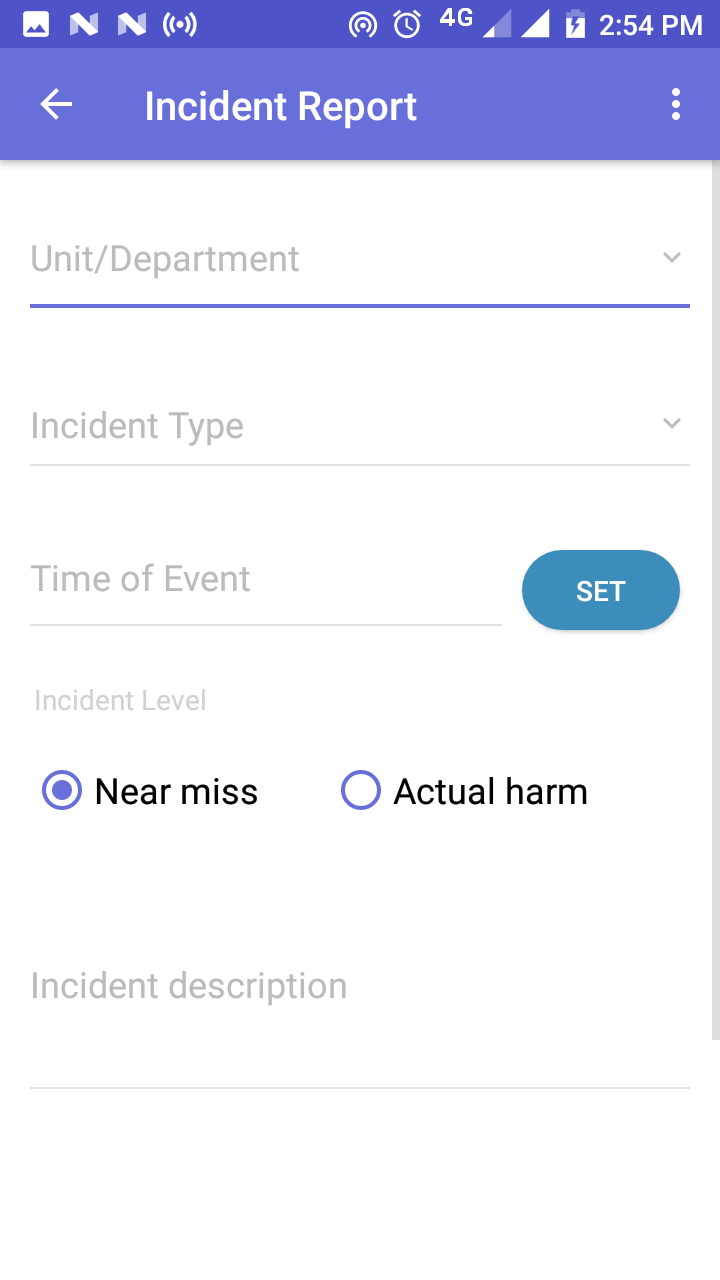 4G 2:54 PM
Incident Report
Unit/Department
Incident Type
Time of Event
SET
Incident Level
Near miss Actual harm
Incident description